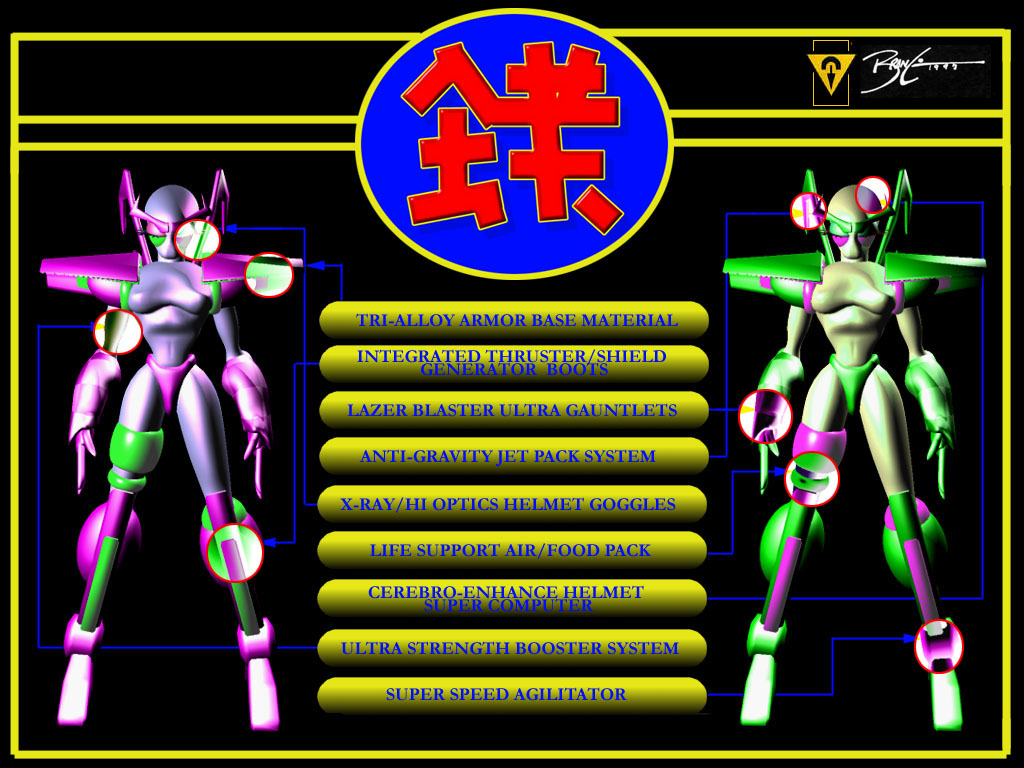 TRI-ALLOY ARMOR BASE MATERIAL
INTEGRATED THRUSTER/SHIELD
GENERATOR BOOTS
LAZER BLASTER ULTRA GAUNTLETS
ANTI-GRAVITY JET PACK SYSTEM
X-RAY/HI OPTICS HELMET GOGGLES
LIFE SUPPORT AIR/FOOD PACK
CEREBRO-ENHANCE HELMET
SUPER COMPUTER
ULTRA STRENGTH BOOSTER SYSTEM
SUPER SPEED AGILITATOR